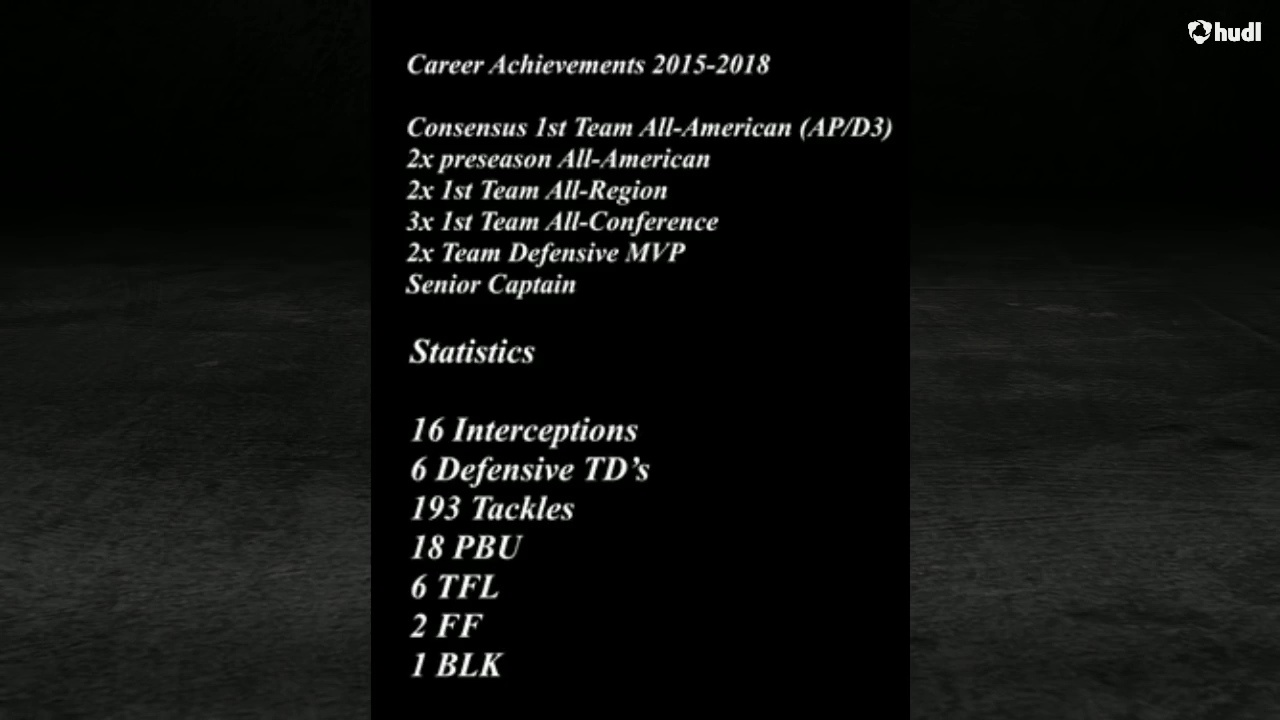 hudl
Career Achievements 2015-2018
Consensus 1st Team All-American (AP/D3)
2x preseason All-American
2x 1st Team All-Region
3x 1st Team All-Conference
2x Team Defensive MVP
Senior Captain
Statistics
16 Interceptions
6 Defensive TD’s
193 Tackles
18 PBU
6 TFL
2 FF
1 BLK